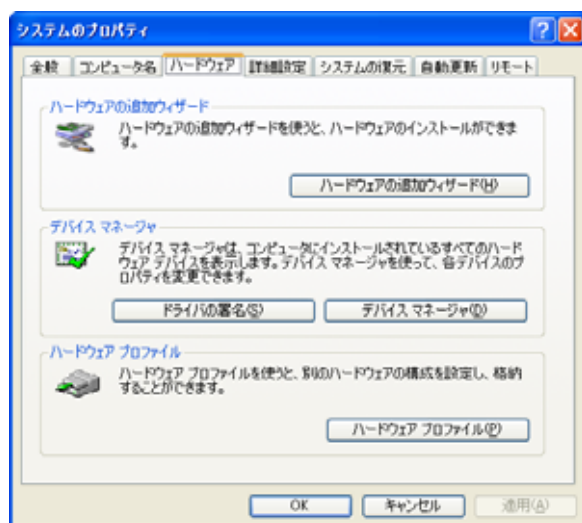 システムのプロパティ
全般 コンピュータ名 ハードウェア 詳細設定 システムの復元 自動更新 リモート
ハードウェアの追加ウィザード
ハードウェアの追加ウィザードを使うと、ハードウェアのインストールができま
す。
ハードウェアの追加ウィザード(H)
デバイス マネージャ
デバイス マネージャは、コンピュータにインストールされているすべてのハード
ウェア デバイスを表示します。デバイス マネージャを使って、各デバイスのプ
ロパティを変更できます。
ドライバの署名(S) デバイス マネージャ(D)
ハードウェア プロファイル
ハードウェア プロファイルを使うと、別のハードウェアの構成を設定し、格納
することができます。
ハードウェア プロファイル(P)
OK キャンセル 適用(A)